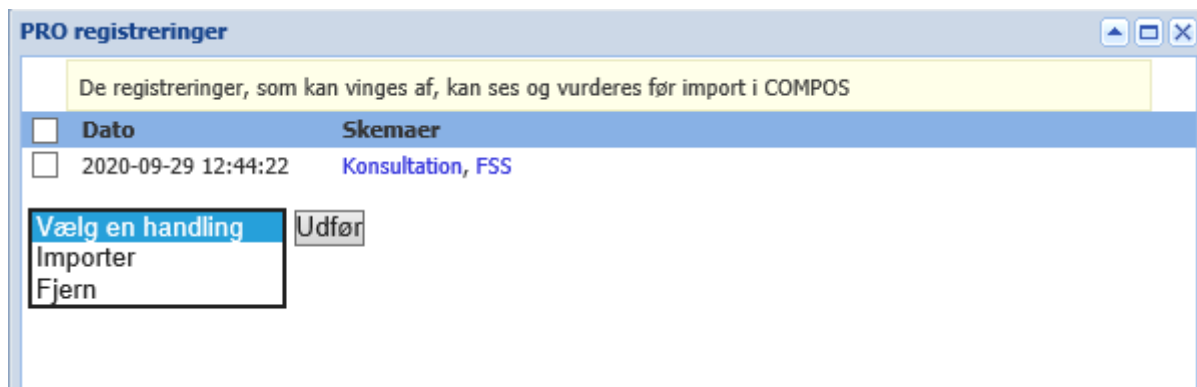 PRO registreringer
De registreringer, som kan vinges af, kan ses og vurderes før import i COMPOS
Dato Skemaer
2020-09-29 12:44:22 Konsultation, FSS
Vælg en handling Udfør
Importer
Fjern